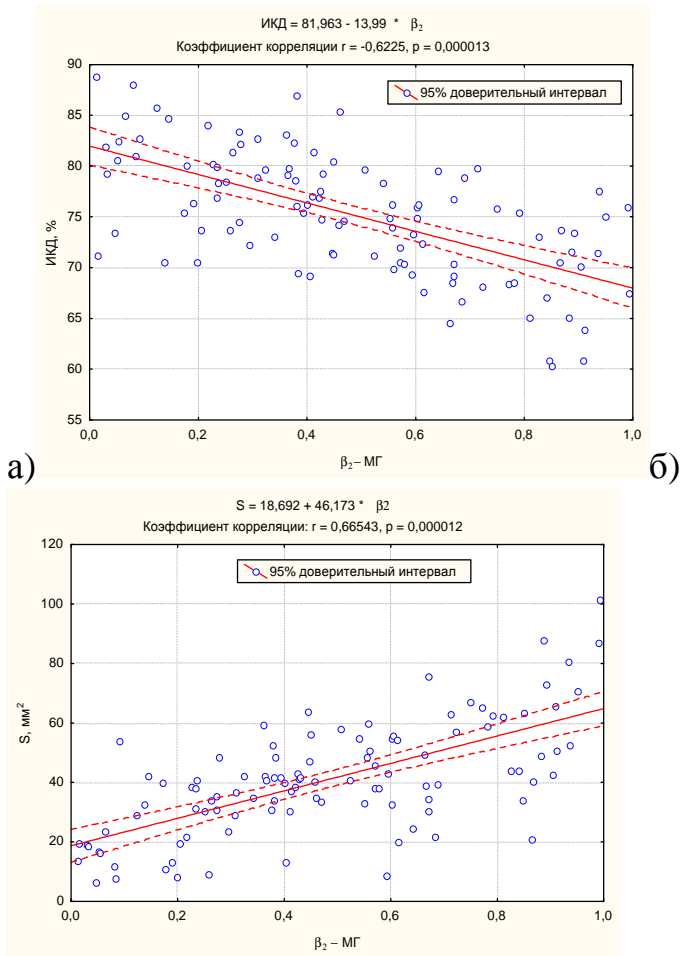 ИКД = 81,963 - 13,99 * β₂
Коэффициент корреляции r = -0,6225, p = 0,000013
95% доверительный интервал
90
85
80
75
70
65
60
55
ИКД, %
0,0 0,2 0,4 0,6 0,8 1,0
β₂ – МГ
а) б)
S = 18,692 + 46,173 * β2
Коэффициент корреляции: r = 0,66543, p = 0,000012
95% доверительный интервал
120
100
80
60
40
20
0
S, мм²
0,0 0,2 0,4 0,6 0,8 1,0
β₂ – МГ